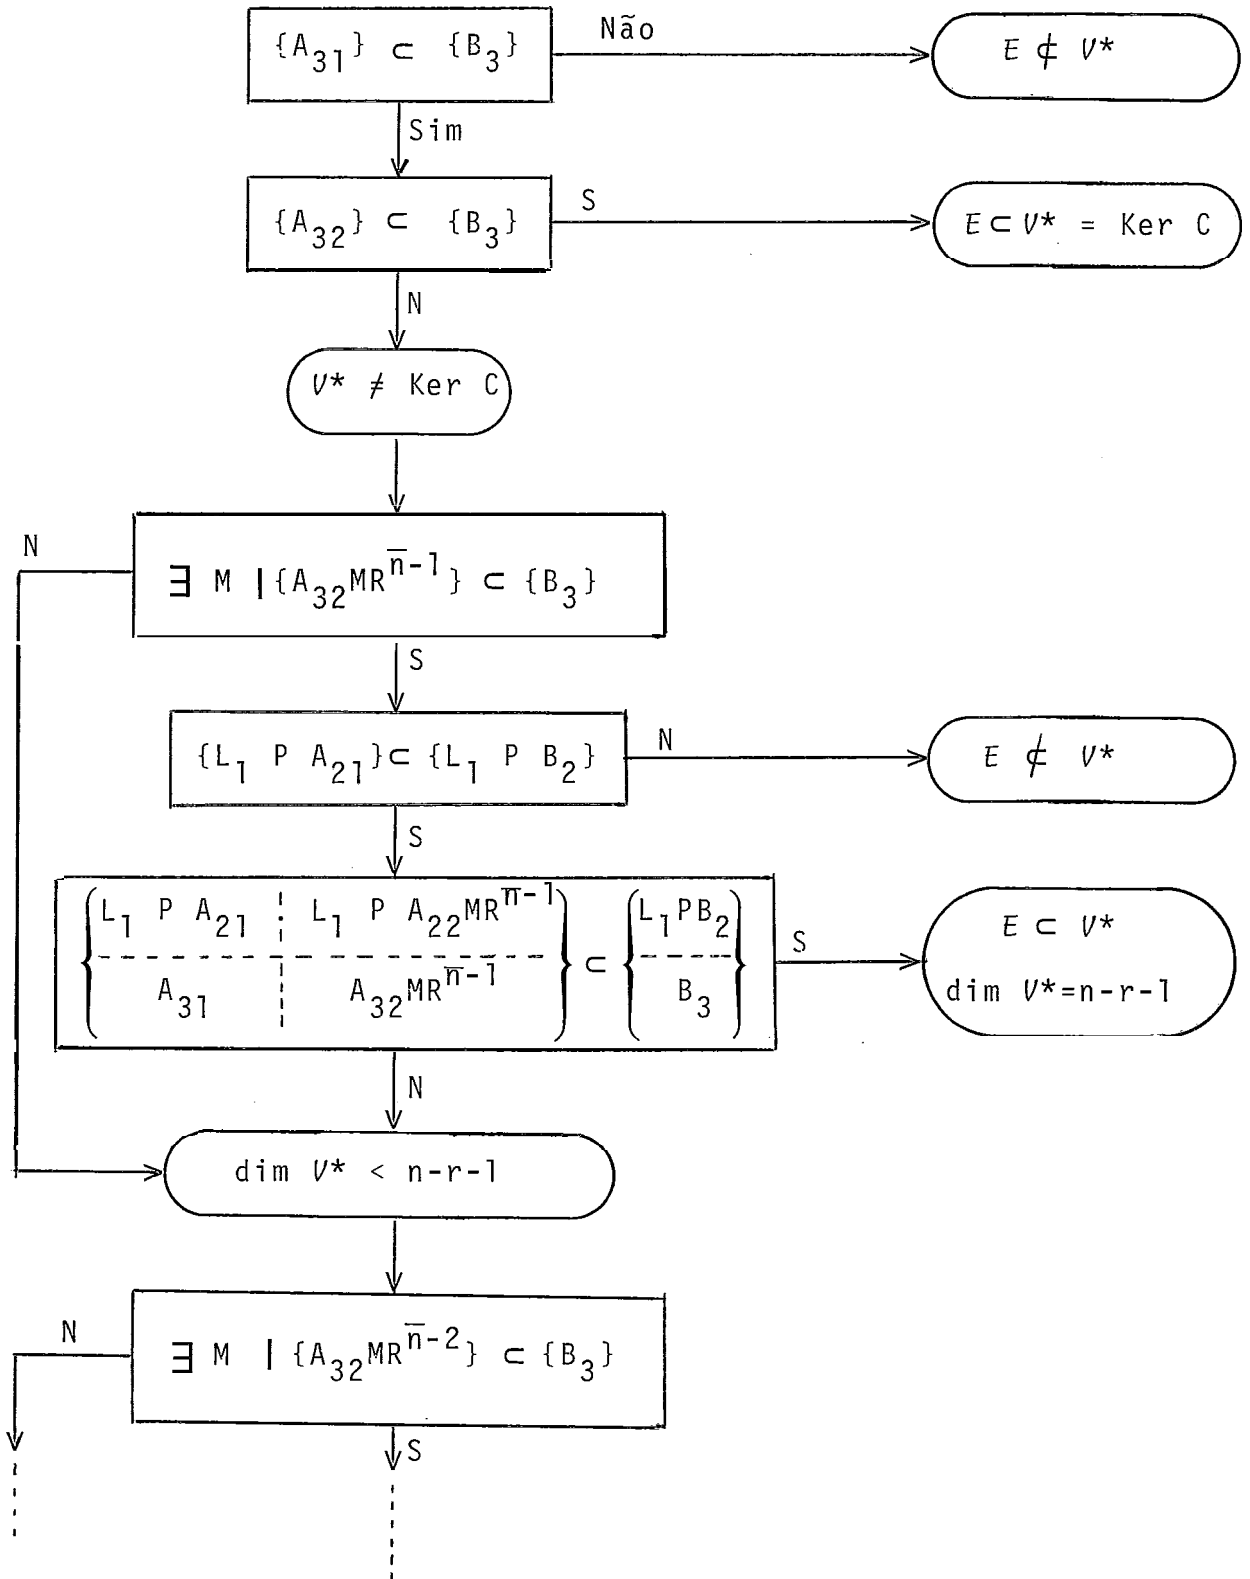 {A₃₁} ⊂ {B₃}
Não
E ⊄ V*
Sim
{A₃₂} ⊂ {B₃}
S
E ⊂ V* = Ker C
N
V* ≠ Ker C
N
∃ M | {A₃₂MR^{n̄-1}} ⊂ {B₃}
S
{L₁ P A₂₁} ⊂ {L₁ P B₂}
N
E ⊄ V*
S
L₁ P A₂₁ L₁ P A₂₂MR^{n̄-1} ⊂ L₁PB₂
A₃₁ A₃₂MR^{n̄-1} B₃
S
E ⊂ V*
dim V*=n-r-1
N
dim V* < n-r-1
N
∃ M | {A₃₂MR^{n̄-2}} ⊂ {B₃}
S